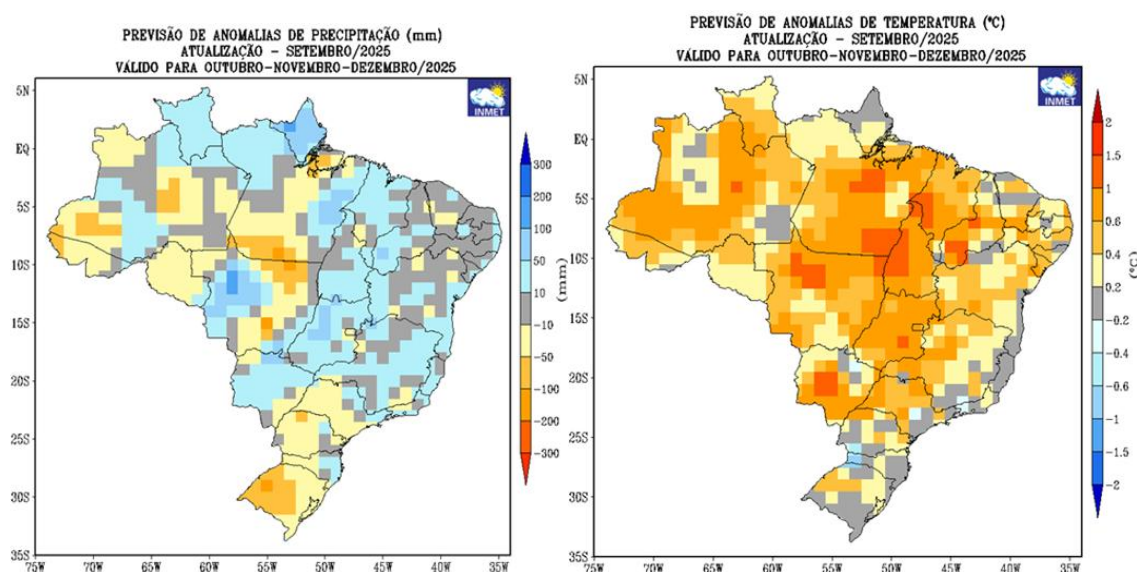 PREVISÃO DE ANOMALIAS DE PRECIPITAÇÃO (mm)
ATUALIZAÇÃO - SETEMBRO/2025
VÁLIDO PARA OUTUBRO-NOVEMBRO-DEZEMBRO/2025
INMET
5N
EQ
5S
10S
15S
20S
25S
30S
35S
75W
70W
65W
60W
55W
50W
45W
40W
35W
300
200
100
50
10
-10
-50
-100
-200
-300
(mm)
PREVISÃO DE ANOMALIAS DE TEMPERATURA (°C)
ATUALIZAÇÃO - SETEMBRO/2025
VÁLIDO PARA OUTUBRO-NOVEMBRO-DEZEMBRO/2025
INMET
5N
EQ
5S
10S
15S
20S
25S
30S
35S
75W
70W
65W
60W
55W
50W
45W
40W
35W
2
1.5
1
0.6
0.4
0.2
-0.2
-0.4
-0.6
-1
-1.5
-2
(°C)